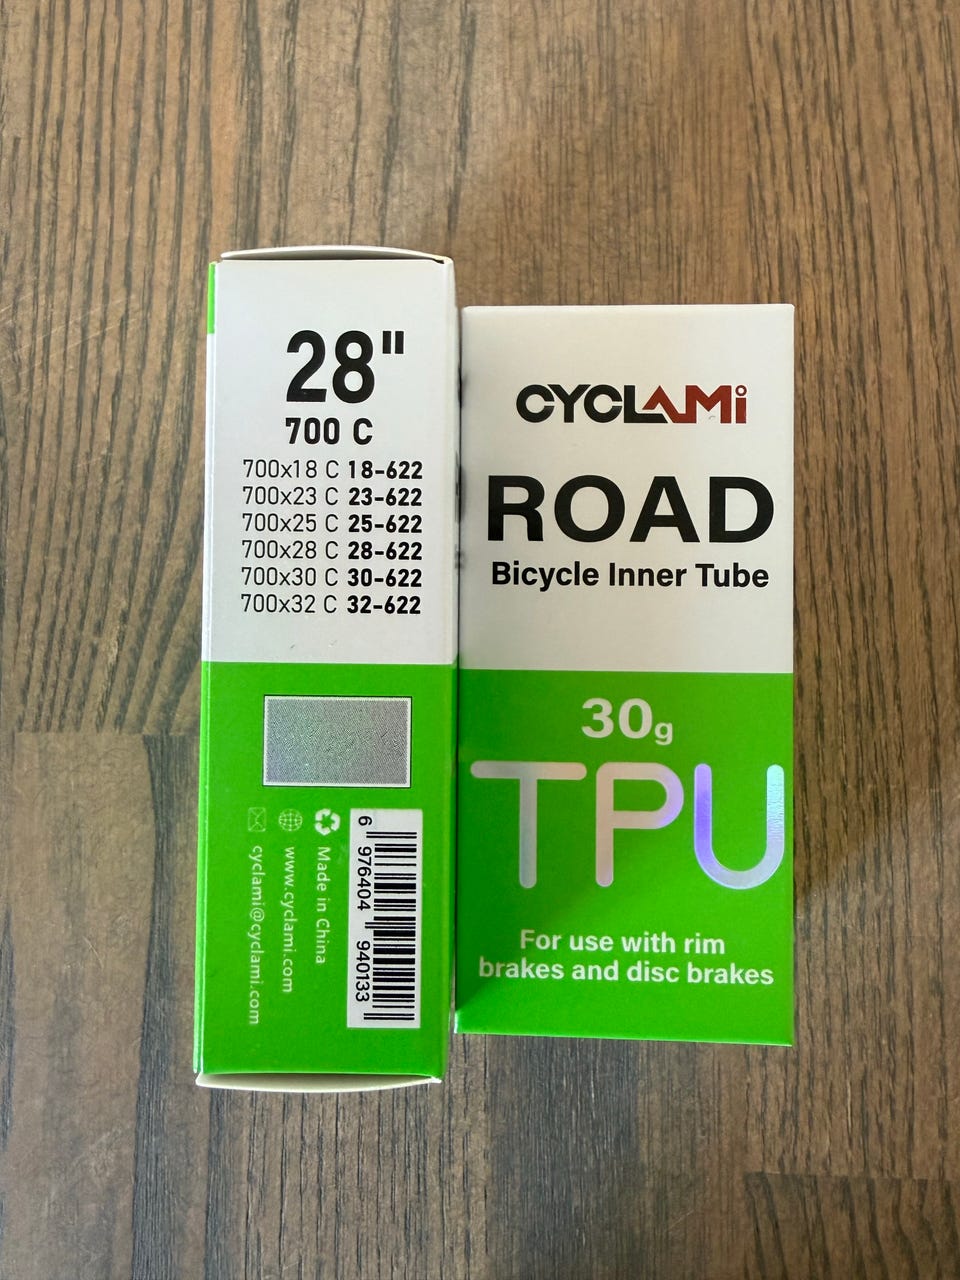 28"
700 C
700x18 C 18-622
700x23 C 23-622
700x25 C 25-622
700x28 C 28-622
700x30 C 30-622
700x32 C 32-622
6 976404 940133
Made in China
www.cyclami.com
cyclami@cyclami.com
CYCLAMi
ROAD
Bicycle Inner Tube
30g
TPU
For use with rim
brakes and disc brakes